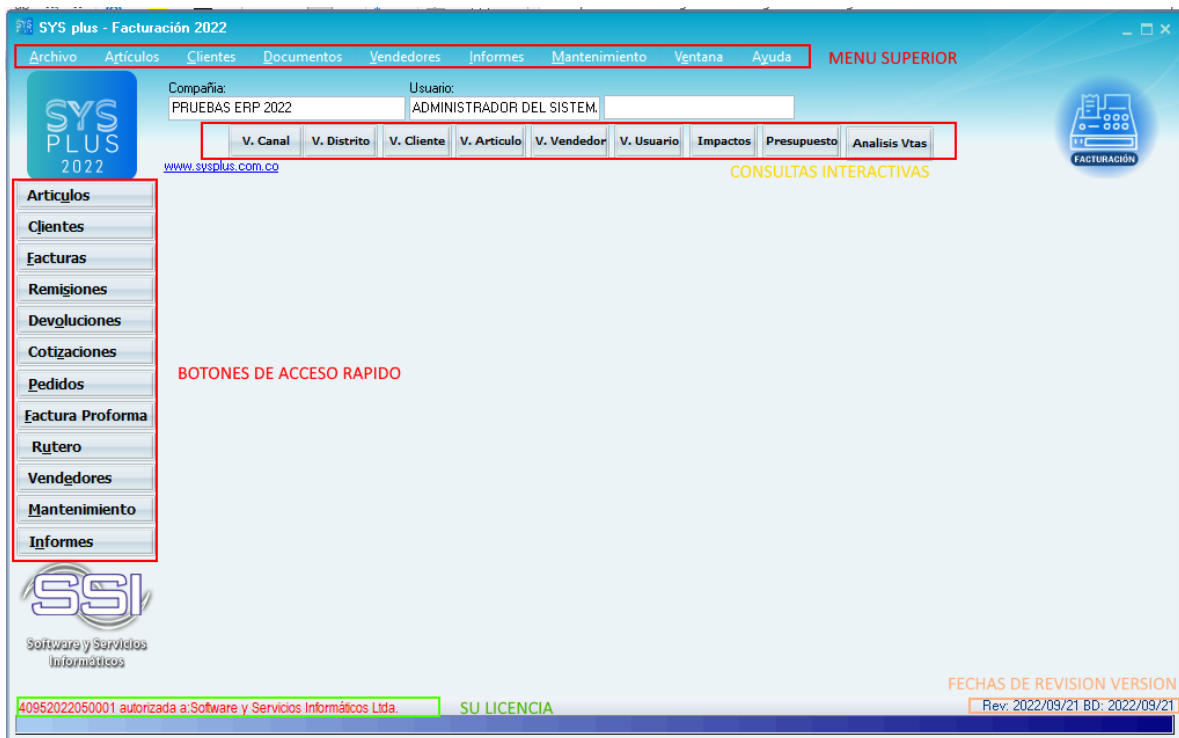 SYS plus - Facturación 2022
Archivo Artículos Clientes Documentos Vendedores Informes Mantenimiento Ventana Ayuda MENU SUPERIOR
Compañia: Usuario:
PRUEBAS ERP 2022 ADMINISTRADOR DEL SISTEM.
SYS
PLUS
2022
V. Canal V. Distrito V. Cliente V. Articulo V. Vendedor V. Usuario Impactos Presupuesto Analisis Vtas
FACTURACIÓN
www.sysplus.com.co
CONSULTAS INTERACTIVAS
Articulos
Clientes
Facturas
Remisiones
Devoluciones
Cotizaciones
BOTONES DE ACCESO RAPIDO
Pedidos
Factura Proforma
Rutero
Vendedores
Mantenimiento
Informes
SSI
Software y Servicios
Informáticos
FECHAS DE REVISION VERSION
40952022050001 autorizada a:Software y Servicios Informáticos Ltda. SU LICENCIA Rev: 2022/09/21 BD: 2022/09/21